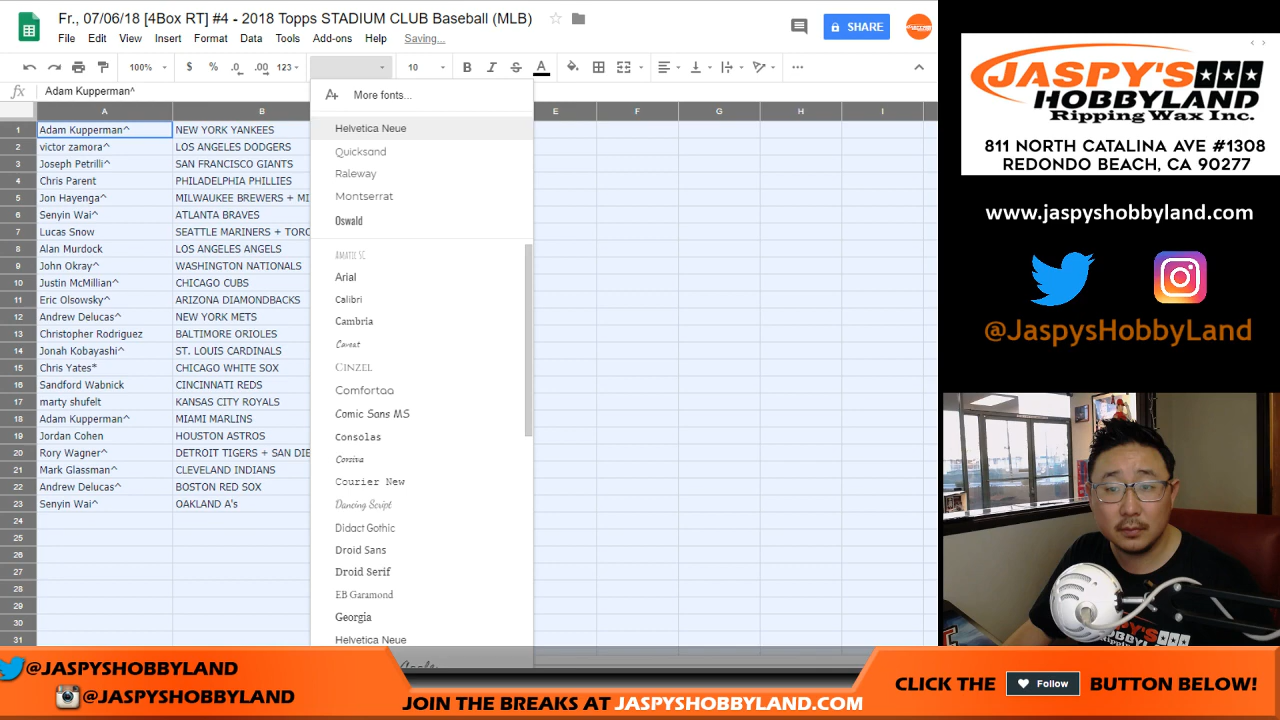 Fr., 07/06/18 [4Box RT] #4 - 2018 Topps STADIUM CLUB Baseball (MLB)
File Edit View Insert Format Data Tools Add-ons Help Saving...
SHARE
100% $ % .0 .00 123 10 B I S A
fx Adam Kupperman^
A B E F G H I
1 Adam Kupperman^ NEW YORK YANKEES
2 victor zamora^ LOS ANGELES DODGERS
3 Joseph Petrilli^ SAN FRANCISCO GIANTS
4 Chris Parent PHILADELPHIA PHILLIES
5 Jon Hayenga^ MILWAUKEE BREWERS + MI
6 Senyin Wai^ ATLANTA BRAVES
7 Lucas Snow SEATTLE MARINERS + TORO
8 Alan Murdock LOS ANGELES ANGELS
9 John Okray^ WASHINGTON NATIONALS
10 Justin McMillian^ CHICAGO CUBS
11 Eric Olsowsky^ ARIZONA DIAMONDBACKS
12 Andrew Delucas^ NEW YORK METS
13 Christopher Rodriguez BALTIMORE ORIOLES
14 Jonah Kobayashi^ ST. LOUIS CARDINALS
15 Chris Yates* CHICAGO WHITE SOX
16 Sandford Wabnick CINCINNATI REDS
17 marty shufelt KANSAS CITY ROYALS
18 Adam Kupperman^ MIAMI MARLINS
19 Jordan Cohen HOUSTON ASTROS
20 Rory Wagner^ DETROIT TIGERS + SAN DIE
21 Mark Glassman^ CLEVELAND INDIANS
22 Andrew Delucas^ BOSTON RED SOX
23 Senyin Wai^ OAKLAND A's
24
25
26
27
28
29
30
31
More fonts...
Helvetica Neue
Quicksand
Raleway
Montserrat
Oswald
AMATIC SC
Arial
Calibri
Cambria
Caveat
CINZEL
Comfortaa
Comic Sans MS
Consolas
Corsiva
Courier New
Dancing Script
Didact Gothic
Droid Sans
Droid Serif
EB Garamond
Georgia
Helvetica Neue
JASPY'S
HOBBYLAND
Ripping Wax Inc.
811 NORTH CATALINA AVE #1308
REDONDO BEACH, CA 90277
www.jaspyshobbyland.com
@JaspysHobbyLand
@JASPYSHOBBYLAND
@JASPYSHOBBYLAND
JOIN THE BREAKS AT JASPYSHOBBYLAND.COM
CLICK THE Follow BUTTON BELOW!